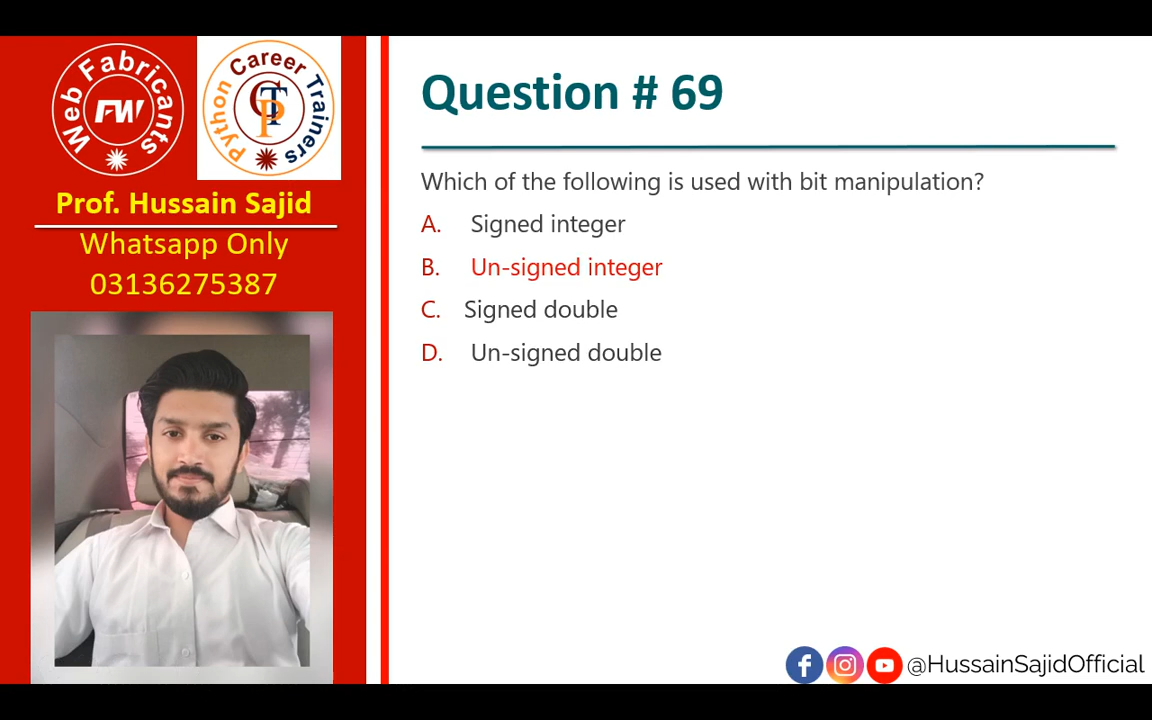 Web Fabricants
FW
Python Career Trainers
CTP
Prof. Hussain Sajid
Whatsapp Only
03136275387
Question # 69
Which of the following is used with bit manipulation?
A. Signed integer
B. Un-signed integer
C. Signed double
D. Un-signed double
@HussainSajidOfficial